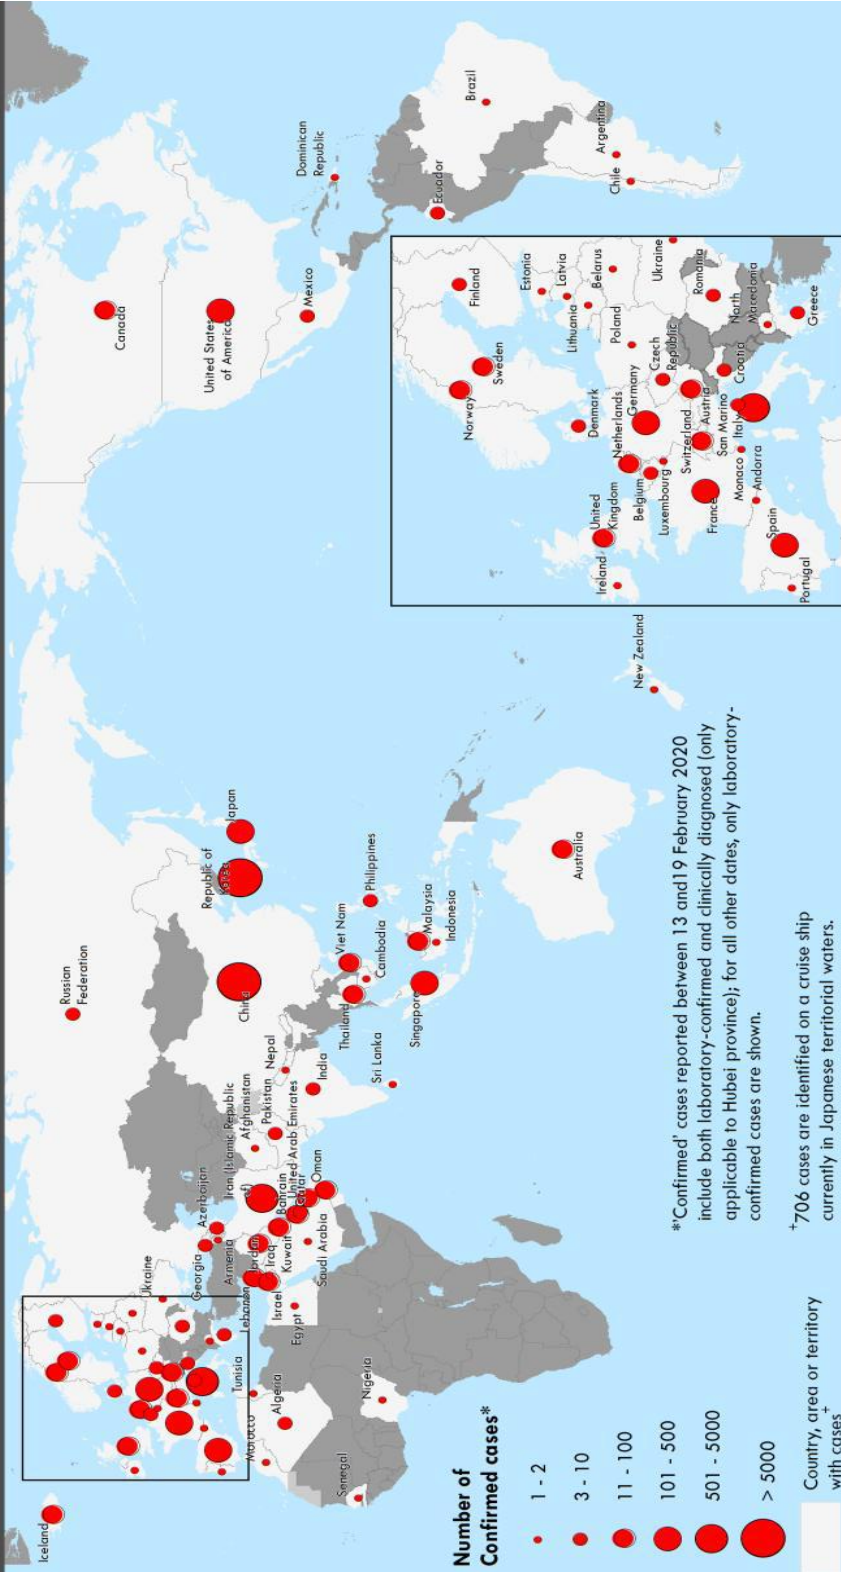 Iceland
Ukraine
Georgia
Azerbaijan
Armenia
Lebanon
Jordan
Israel
Iraq
Kuwait
Egypt
Tunisia
Algeria
Morocco
Senegal
Nigeria
Iran (Islamic Republic
of)
Afghanistan
Pakistan
Bahrain
United Arab Emirates
Qatar
Oman
Saudi Arabia
Nepal
India
Sri Lanka
Russian
Federation
China
Republic of
Korea
Japan
Viet Nam
Thailand
Cambodia
Philippines
Singapore
Malaysia
Indonesia
Australia
New Zealand
Canada
United States
of America
Mexico
Dominican
Republic
Ecuador
Brazil
Argentina
Chile
Norway
Sweden
Finland
Estonia
Latvia
Lithuania
Belarus
Denmark
Ireland
United
Kingdom
Netherlands
Germany
Poland
Ukraine
Belgium
Luxembourg
Czech
Republic
France
Switzerland
Austria
Romania
San Marino
Italy
Croatia
North
Macedonia
Monaco
Andorra
Spain
Portugal
Greece
Number of
Confirmed cases*
1 - 2
3 - 10
11 - 100
101 - 500
501 - 5000
> 5000
Country, area or territory
with cases+
*'Confirmed' cases reported between 13 and19 February 2020
include both laboratory-confirmed and clinically diagnosed (only
applicable to Hubei province); for all other dates, only laboratory-
confirmed cases are shown.
+706 cases are identified on a cruise ship
currently in Japanese territorial waters.